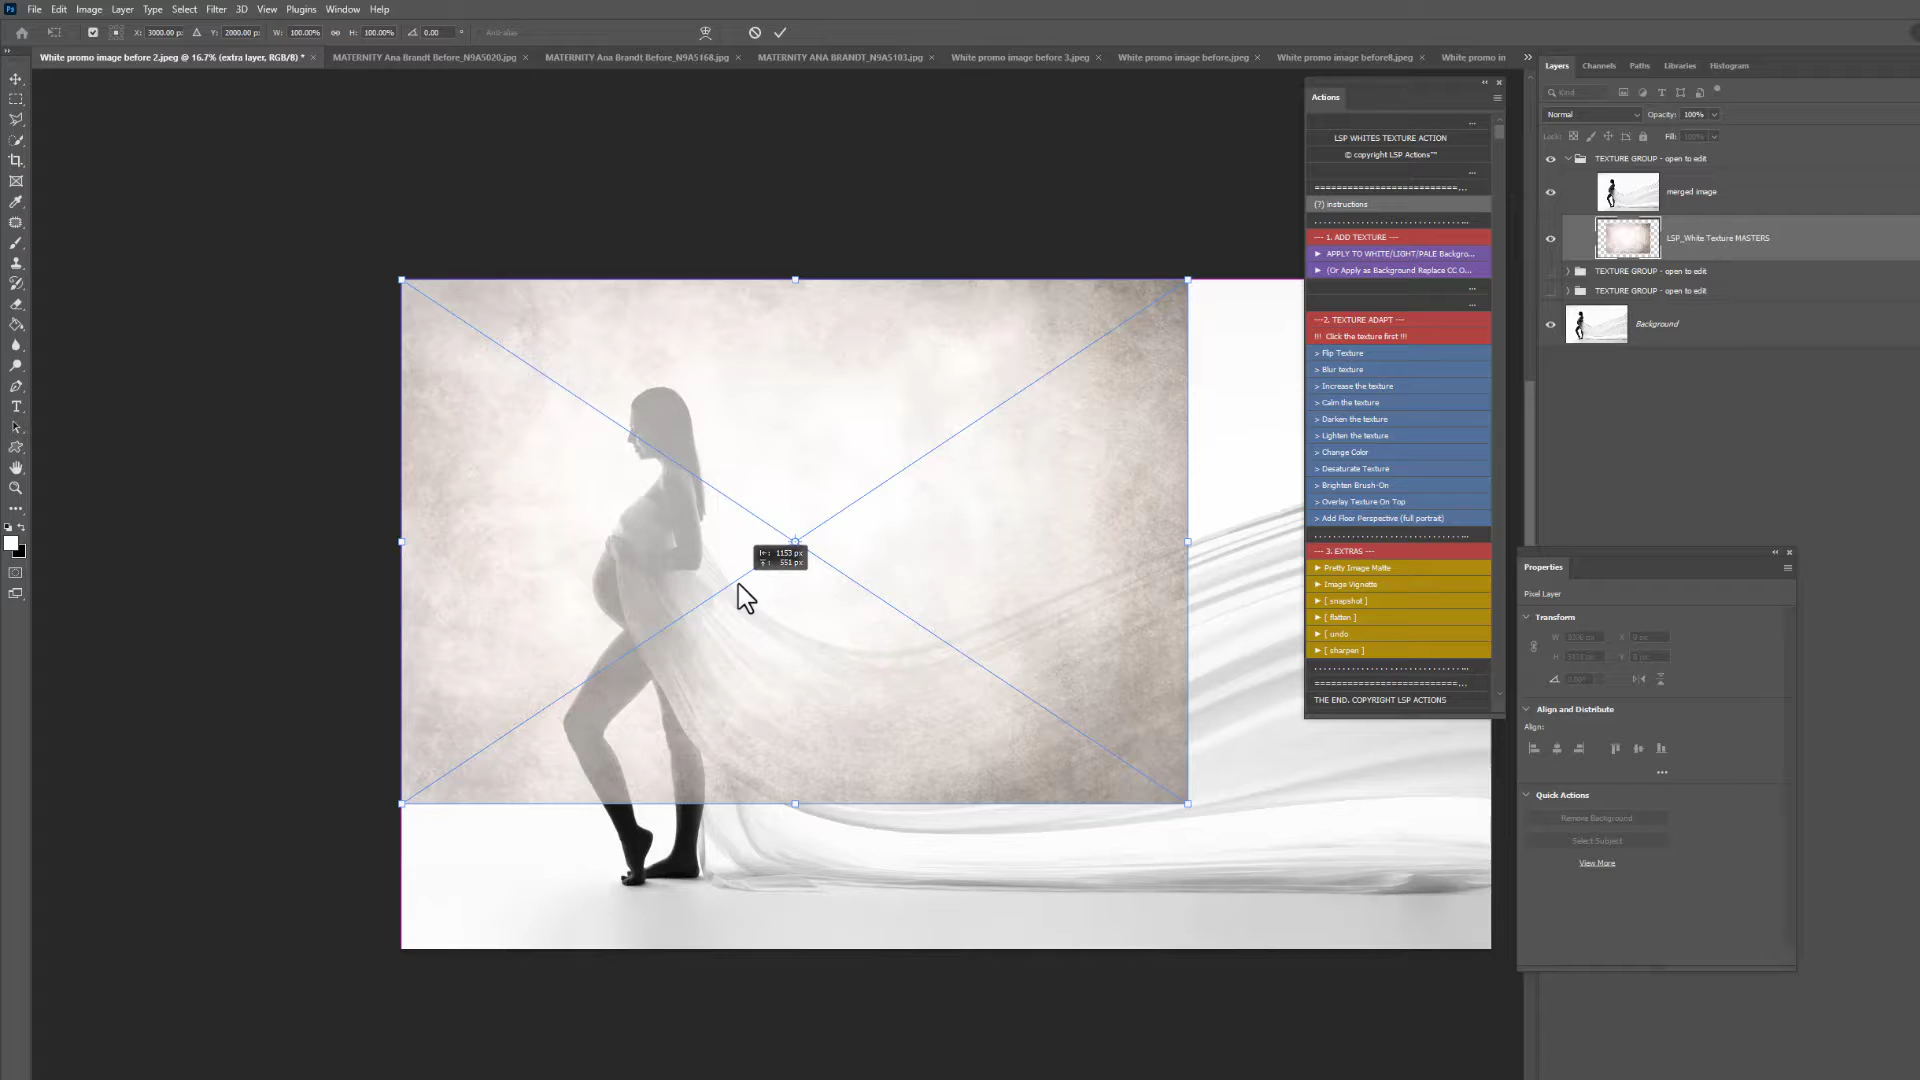 Ps File Edit Image Layer Type Select Filter 3D View Plugins Window Help
X: 3000.00 p: Y: 2000.00 p: W: 100.00% H: 100.00% 0.00 ° Anti-alias
White promo image before 2.jpeg @ 16.7% (extra layer, RGB/8) * × MATERNITY Ana Brandt Before_N9A5020.jpg × MATERNITY Ana Brandt Before_N9A5168.jpg × MATERNITY ANA BRANDT_N9A5103.jpg × White promo image before 3.jpeg × White promo image before.jpeg × White promo image before8.jpeg × White promo in
Actions
...
LSP WHITES TEXTURE ACTION
© copyright LSP Actions™
...
==========================...
(?) instructions
.............................. ...
--- 1. ADD TEXTURE ---
APPLY TO WHITE/LIGHT/PALE Backgro...
(Or Apply as Background Replace CC O...
...
...
---2. TEXTURE ADAPT ---
!!! Click the texture first !!!
> Flip Texture
> Blur texture
> Increase the texture
> Calm the texture
> Darken the texture
> Lighten the texture
> Change Color
> Desaturate Texture
> Brighten Brush-On
> Overlay Texture On Top
> Add Floor Perspective (full portrait)
.............................. ...
--- 3. EXTRAS ---
Pretty Image Matte
Image Vignette
[ snapshot ]
[ flatten ]
[ undo
[ sharpen ]
.............................. ...
==========================...
THE END. COPYRIGHT LSP ACTIONS
1153 px
551 px
Layers Channels Paths Libraries Histogram
Kind
Normal Opacity: 100%
Lock: Fill: 100%
TEXTURE GROUP - open to edit
merged image
LSP_White Texture MASTERS
TEXTURE GROUP - open to edit
TEXTURE GROUP - open to edit
Background
Properties
Pixel Layer
Transform
W X 0 px
H Y 0 px
0.00°
Align and Distribute
Align:
...
Quick Actions
Remove Background
Select Subject
View More